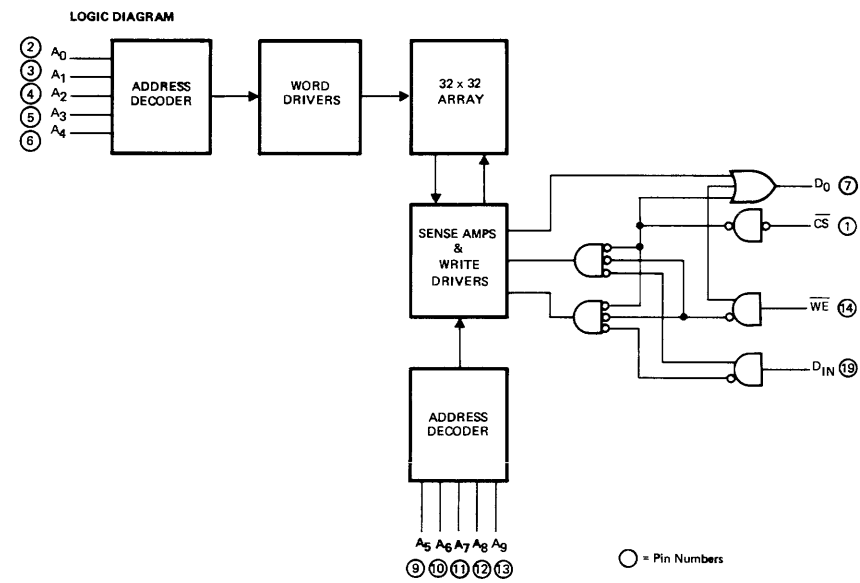 LOGIC DIAGRAM
2 A0
3 A1
4 A2
5 A3
6 A4
ADDRESS
DECODER
WORD
DRIVERS
32 x 32
ARRAY
SENSE AMPS
&
WRITE
DRIVERS
D0 7
CS 1
WE 14
DIN 19
ADDRESS
DECODER
A5 A6 A7 A8 A9
9 10 11 12 13
= Pin Numbers